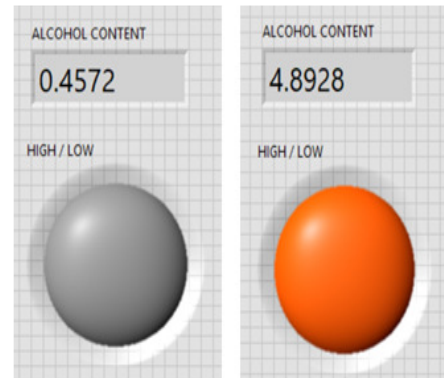 ALCOHOL CONTENT
0.4572
HIGH / LOW
ALCOHOL CONTENT
4.8928
HIGH / LOW